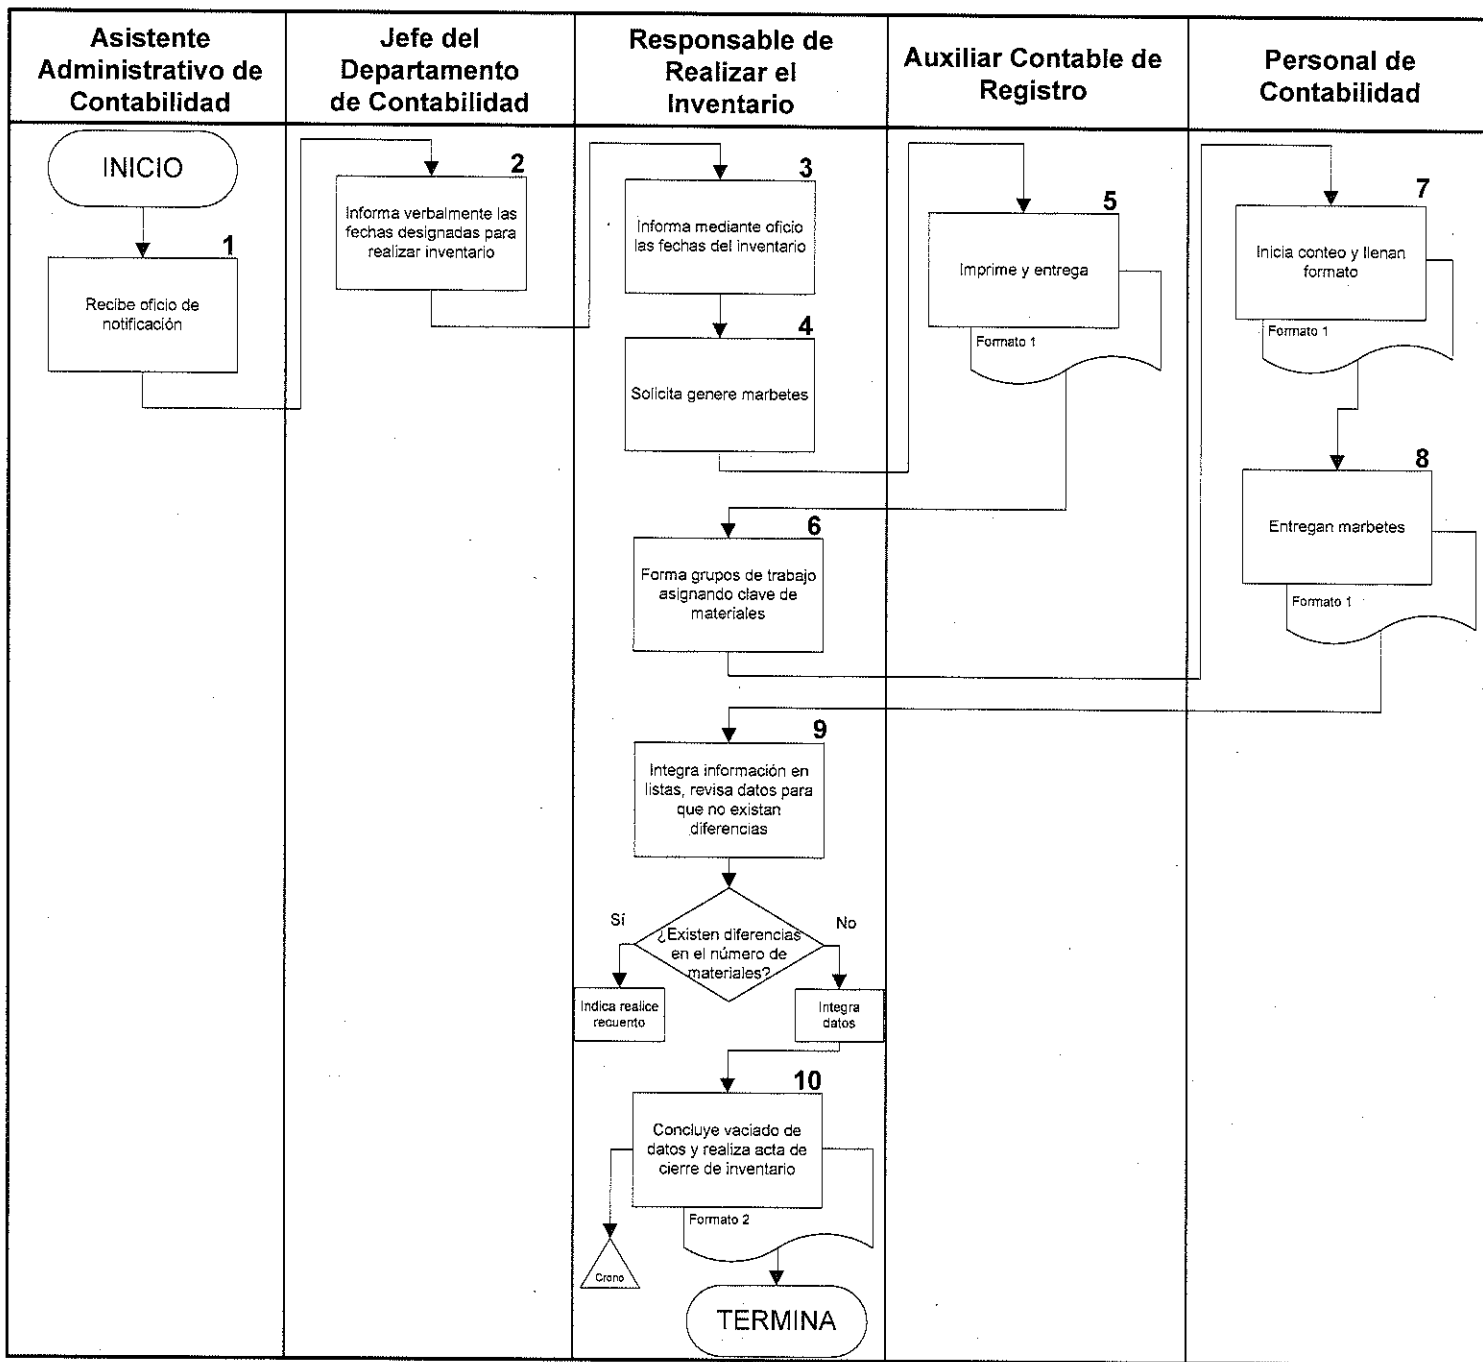 Asistente
Administrativo de
Contabilidad
Jefe del
Departamento
de Contabilidad
Responsable de
Realizar el
Inventario
Auxiliar Contable de
Registro
Personal de
Contabilidad
INICIO
1
Recibe oficio de
notificación
2
Informa verbalmente las
fechas designadas para
realizar inventario
3
Informa mediante oficio
las fechas del inventario
4
Solicita genere marbetes
5
Imprime y entrega
Formato 1
6
Forma grupos de trabajo
asignando clave de
materiales
7
Inicia conteo y llenan
formato
Formato 1
8
Entregan marbetes
Formato 1
9
Integra información en
listas, revisa datos para
que no existan
diferencias
¿Existen diferencias
en el número de
materiales?
Sí
No
Indica realice
recuento
Integra
datos
10
Concluye vaciado de
datos y realiza acta de
cierre de inventario
Formato 2
Crono
TERMINA